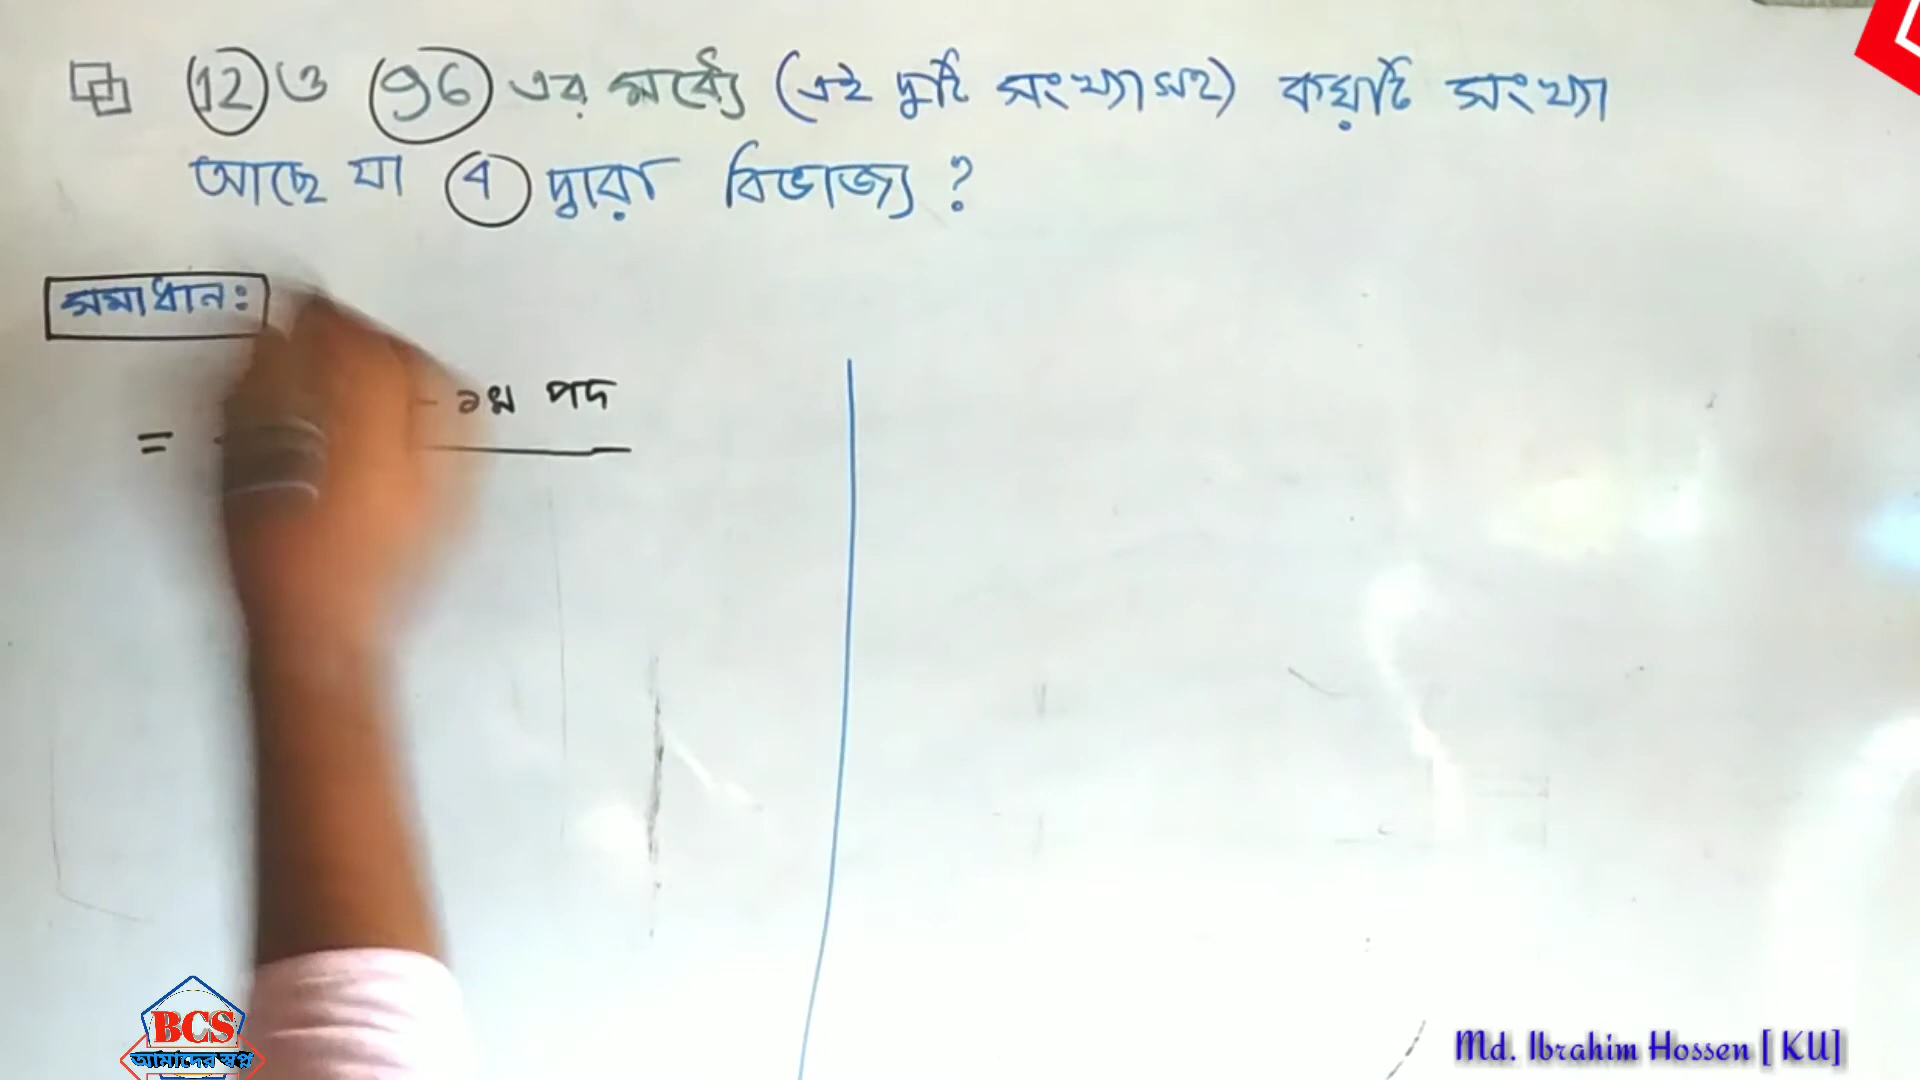 12 ও 96 এর মধ্যে (এই দুটি সংখ্যাসহ) কয়টি সংখ্যা
আছে যা 4 দ্বারা বিভাজ্য ?
সমাধান:
= - ১ম পদ
BCS
আমাদের স্বপ্ন
Md. Ibrahim Hossen [ KU]